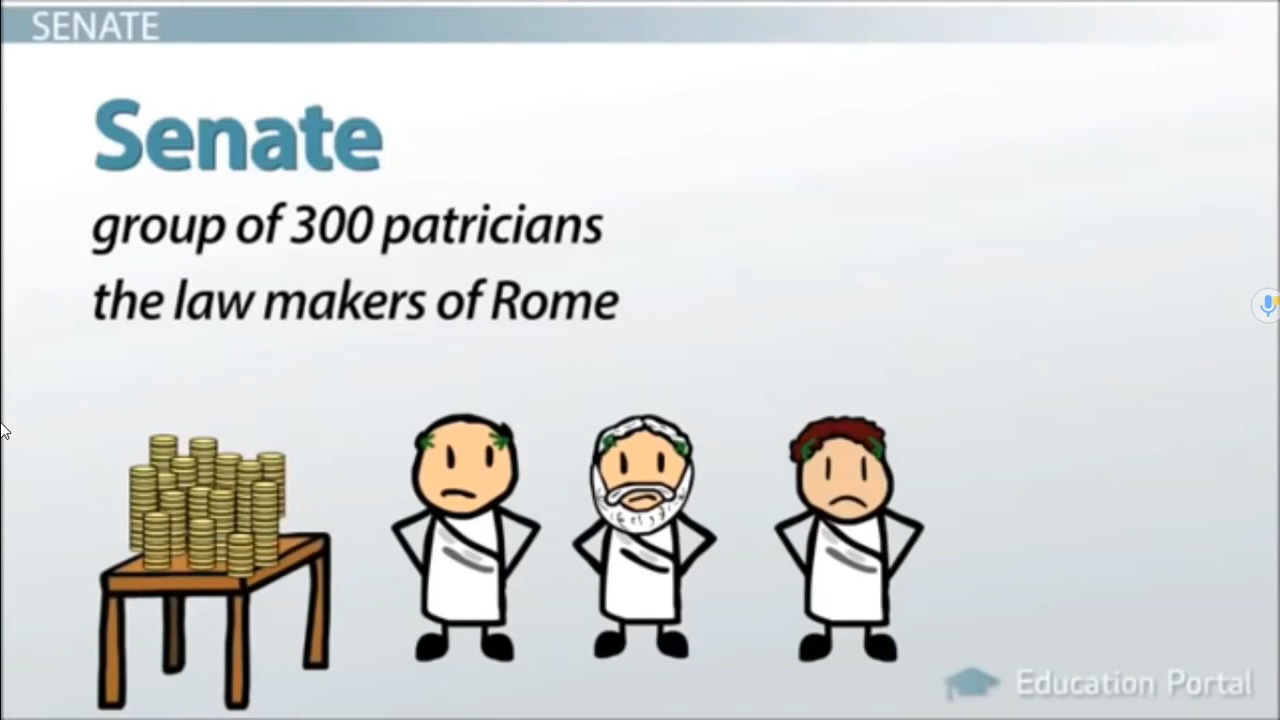 SENATE
Senate
group of 300 patricians
the law makers of Rome
Education Portal